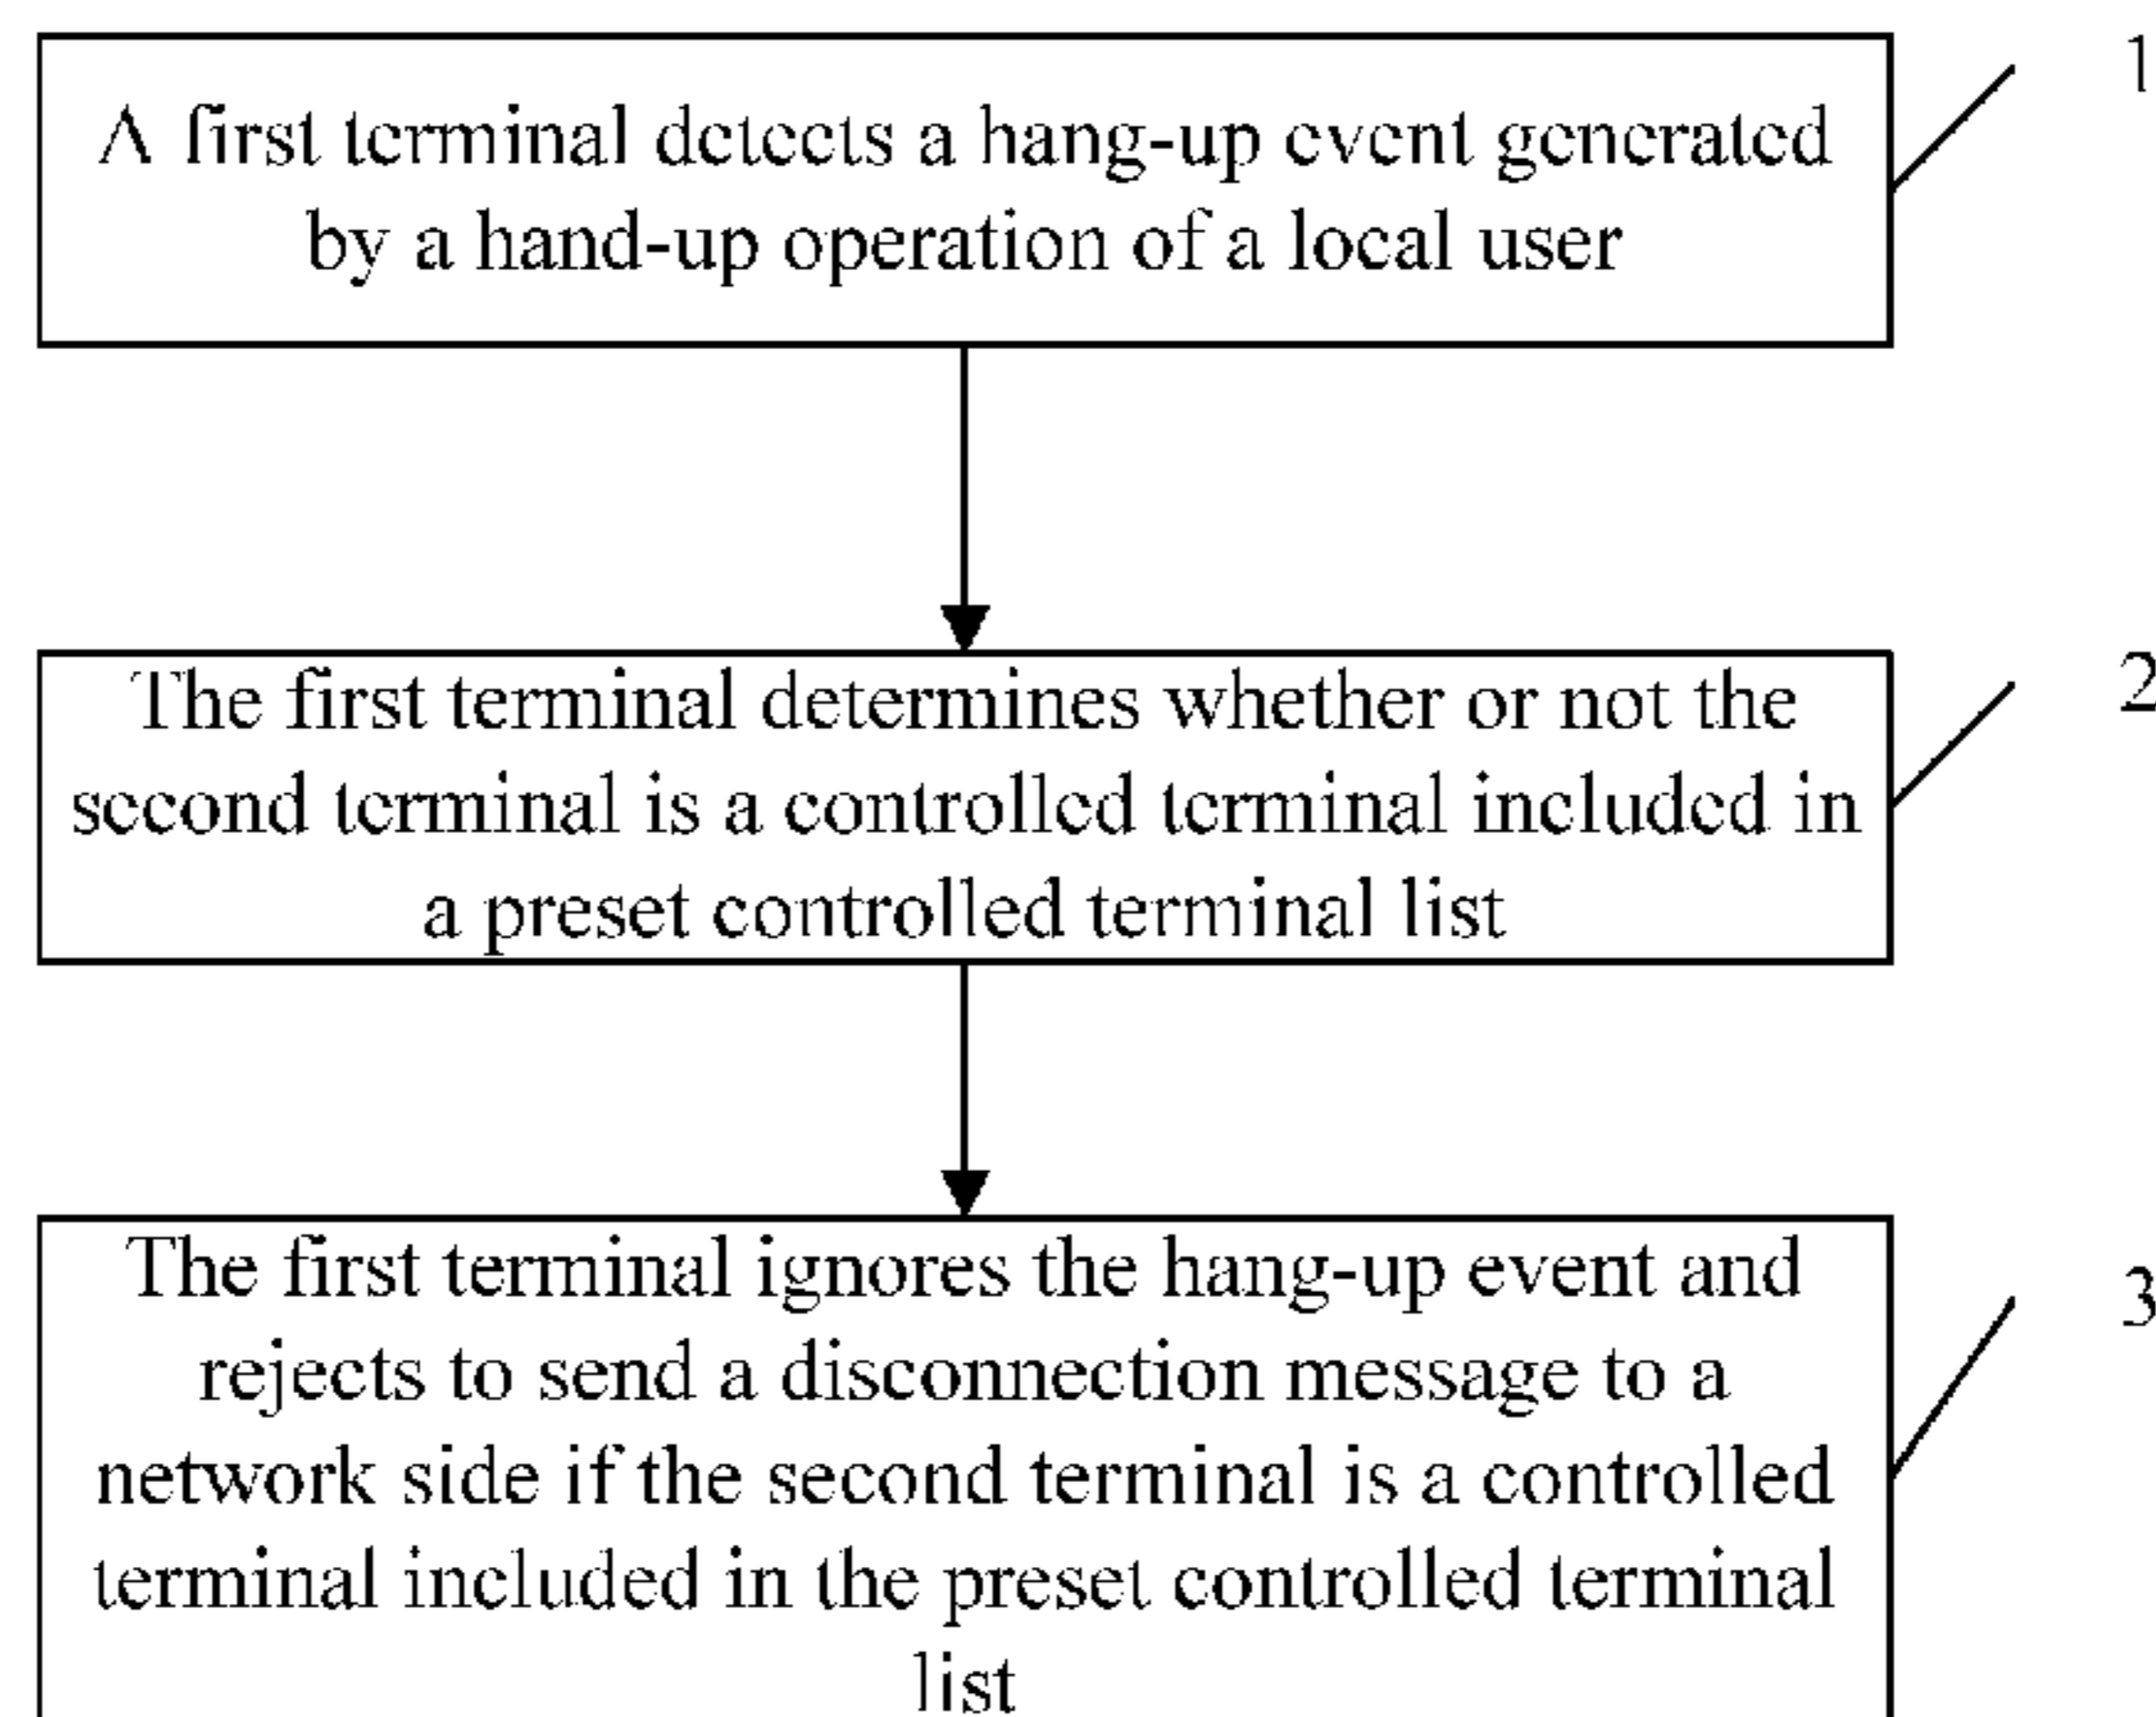 A first terminal detects a hang-up event generated
by a hand-up operation of a local user
1
The first terminal determines whether or not the
second terminal is a controlled terminal included in
a preset controlled terminal list
2
The first terminal ignores the hang-up event and
rejects to send a disconnection message to a
network side if the second terminal is a controlled
terminal included in the preset controlled terminal
list
3